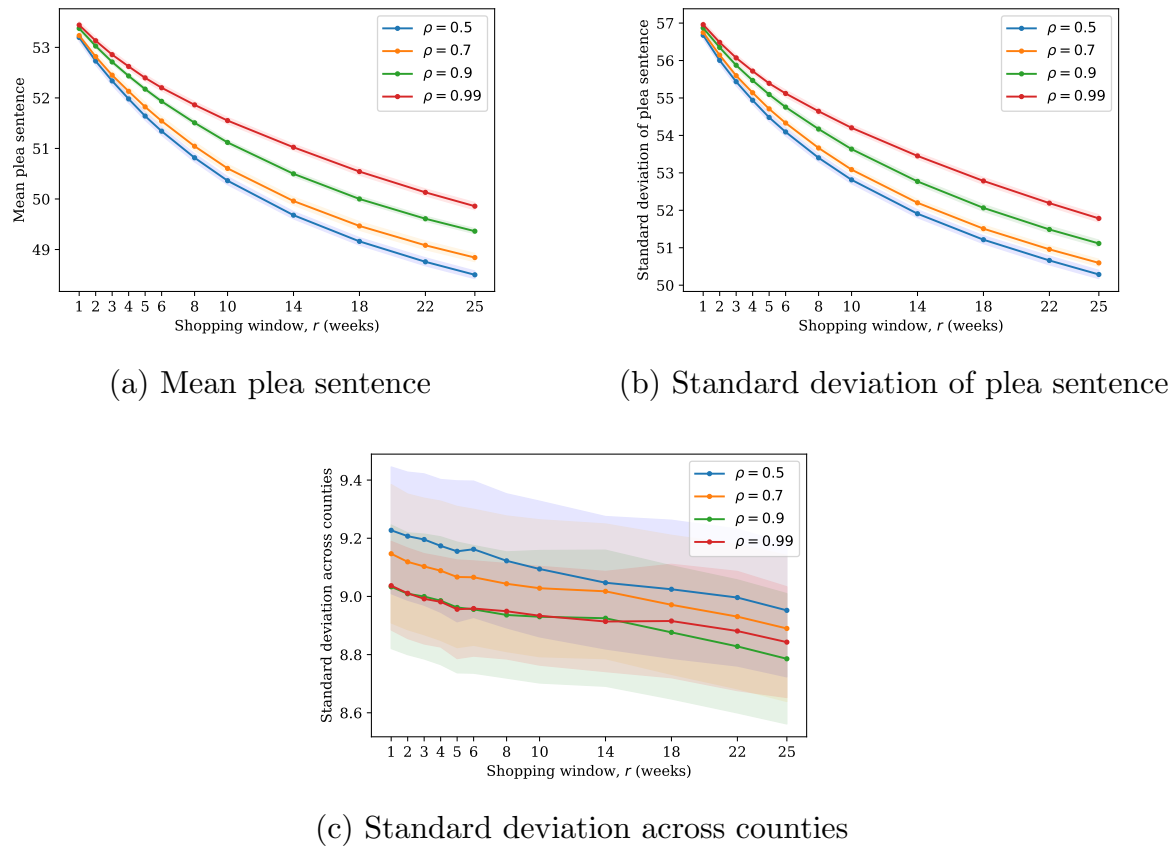 Mean plea sentence
53
52
51
50
49
1 2 3 4 5 6 8 10 14 18 22 25
Shopping window, r (weeks)
ρ = 0.5
ρ = 0.7
ρ = 0.9
ρ = 0.99
(a) Mean plea sentence
Standard deviation of plea sentence
57
56
55
54
53
52
51
50
1 2 3 4 5 6 8 10 14 18 22 25
Shopping window, r (weeks)
ρ = 0.5
ρ = 0.7
ρ = 0.9
ρ = 0.99
(b) Standard deviation of plea sentence
Standard deviation across counties
9.4
9.2
9.0
8.8
8.6
1 2 3 4 5 6 8 10 14 18 22 25
Shopping window, r (weeks)
ρ = 0.5
ρ = 0.7
ρ = 0.9
ρ = 0.99
(c) Standard deviation across counties